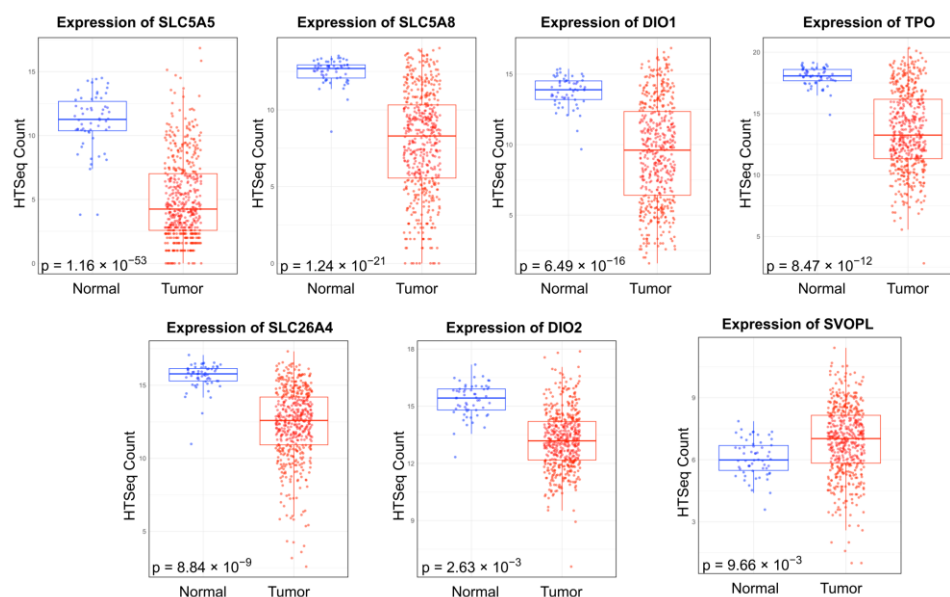 Expression of SLC5A5
HTSeq Count
15
10
5
0
p = 1.16 × 10−53
Normal Tumor
Expression of SLC5A8
HTSeq Count
10
5
0
p = 1.24 × 10−21
Normal Tumor
Expression of DIO1
HTSeq Count
15
10
5
p = 6.49 × 10−16
Normal Tumor
Expression of TPO
HTSeq Count
20
15
10
5
p = 8.47 × 10−12
Normal Tumor
Expression of SLC26A4
HTSeq Count
15
10
5
p = 8.84 × 10−9
Normal Tumor
Expression of DIO2
HTSeq Count
18
15
12
9
p = 2.63 × 10−3
Normal Tumor
Expression of SVOPL
HTSeq Count
9
6
3
p = 9.66 × 10−3
Normal Tumor